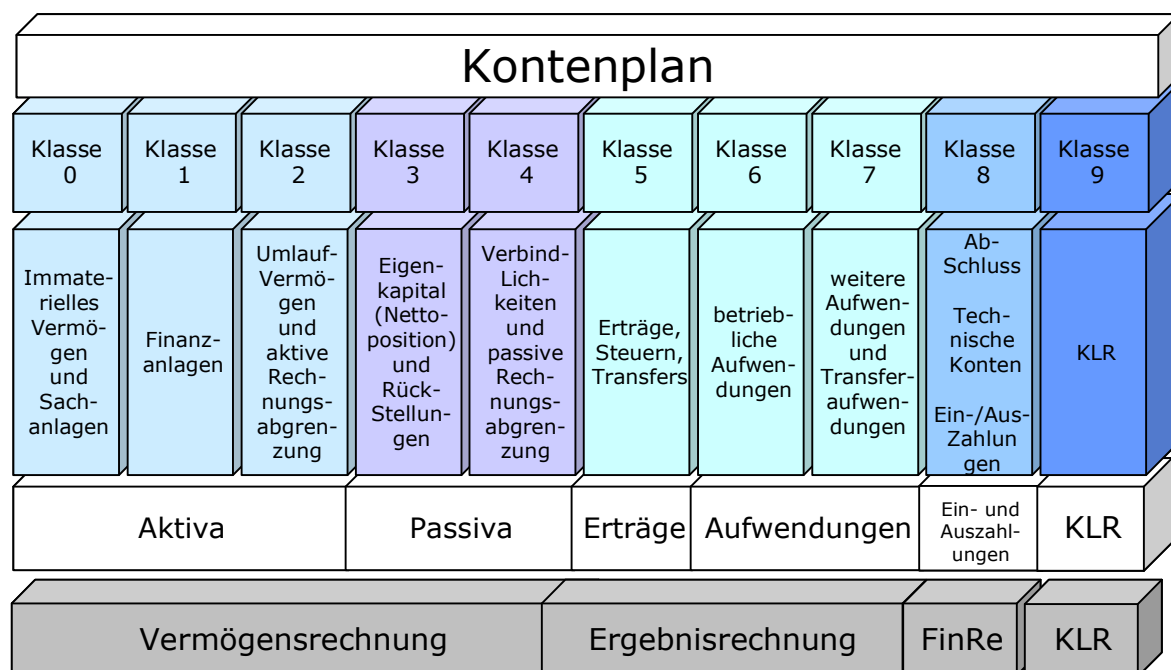 Kontenplan
Klasse
0
Klasse
1
Klasse
2
Klasse
3
Klasse
4
Klasse
5
Klasse
6
Klasse
7
Klasse
8
Klasse
9
Immate-
rielles
Vermö-
gen
und
Sach-
anlagen
Finanz-
anlagen
Umlauf-
Vermö-
gen
und
aktive
Rech-
nungs-
abgren-
zung
Eigen-
kapital
(Netto-
position)
und
Rück-
Stellun-
gen
Verbind-
Lich-
keiten
und
passive
Rech-
nungs-
abgren-
zung
Erträge,
Steuern,
Transfers
betrieb-
liche
Aufwen-
dungen
weitere
Aufwen-
dungen
und
Transfer-
aufwen-
dungen
Ab-
Schluss
Tech-
nische
Konten
Ein-/Aus-
Zahlun
gen
KLR
Aktiva
Passiva
Erträge
Aufwendungen
Ein- und
Auszahl-
ungen
KLR
Vermögensrechnung
Ergebnisrechnung
FinRe
KLR